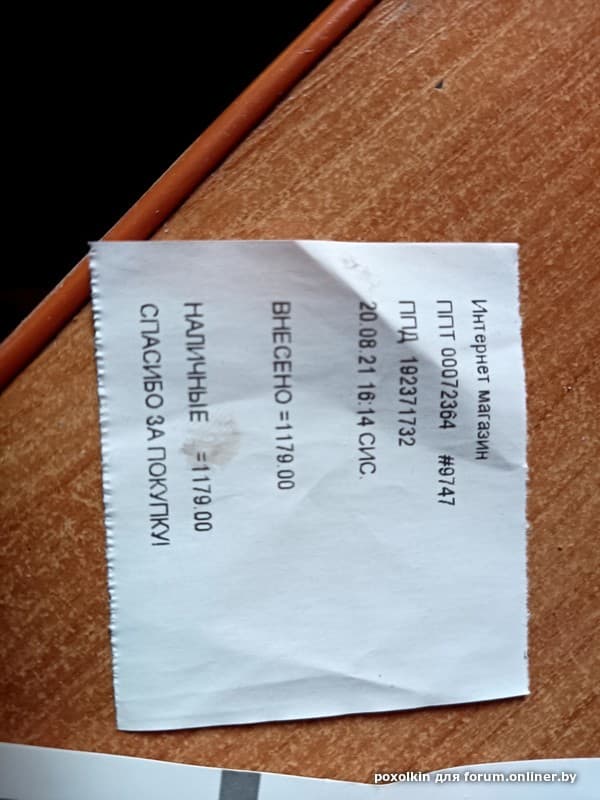 Интернет магазин
ППТ 00072364 #9747
ППД 192371732
20.08.21 16:14 СИС.
ВНЕСЕНО =1179.00
НАЛИЧНЫЕ =1179.00
СПАСИБО ЗА ПОКУПКУ!
poxolkin для forum.onliner.by